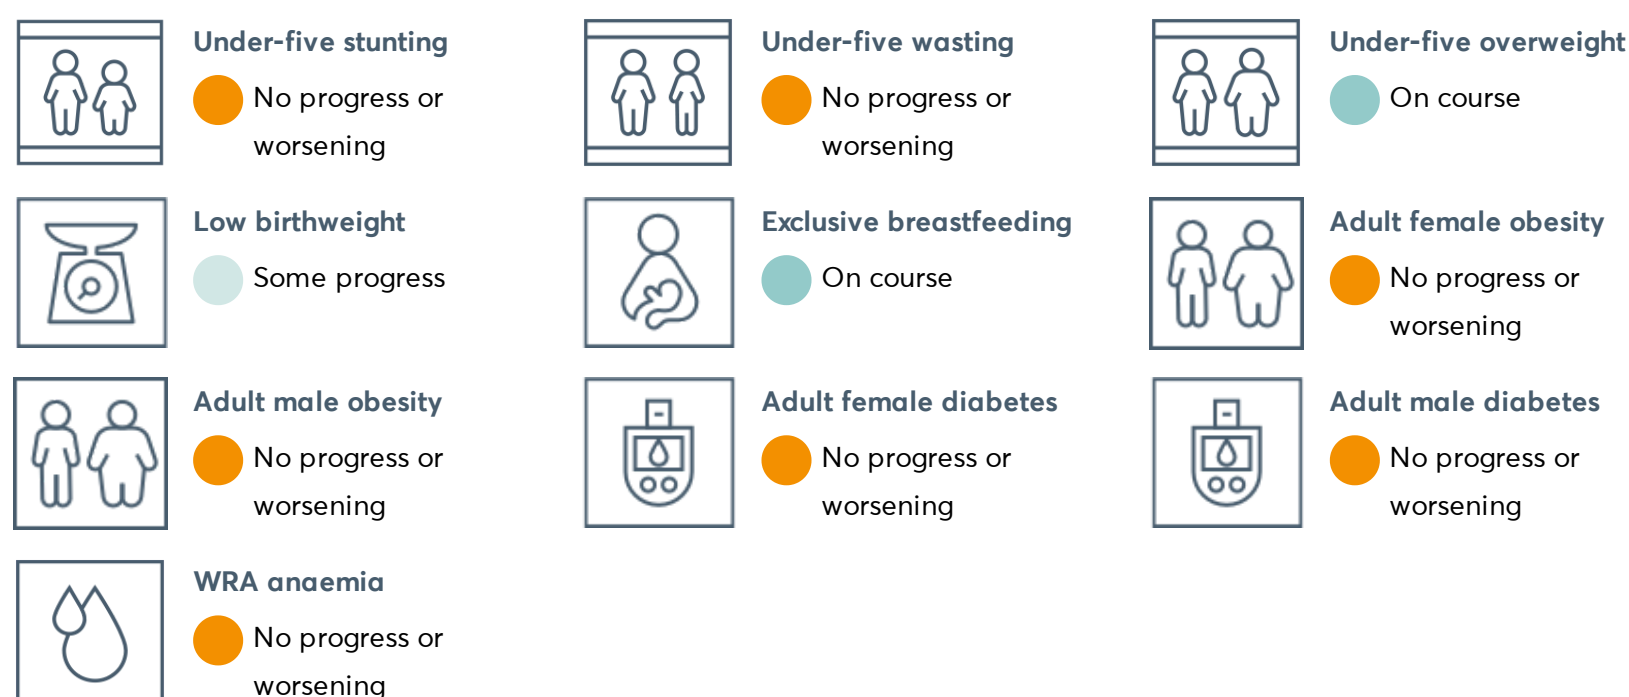 Under-five stunting
No progress or
worsening
Under-five wasting
No progress or
worsening
Under-five overweight
On course
Low birthweight
Some progress
Exclusive breastfeeding
On course
Adult female obesity
No progress or
worsening
Adult male obesity
No progress or
worsening
Adult female diabetes
No progress or
worsening
Adult male diabetes
No progress or
worsening
WRA anaemia
No progress or
worsening